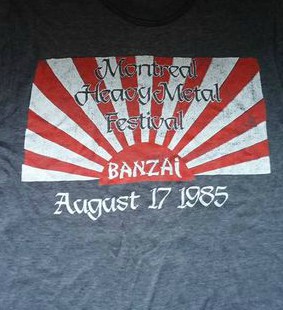 Montreal
Heavy Metal
Festival
BANZAi
August 17 1985